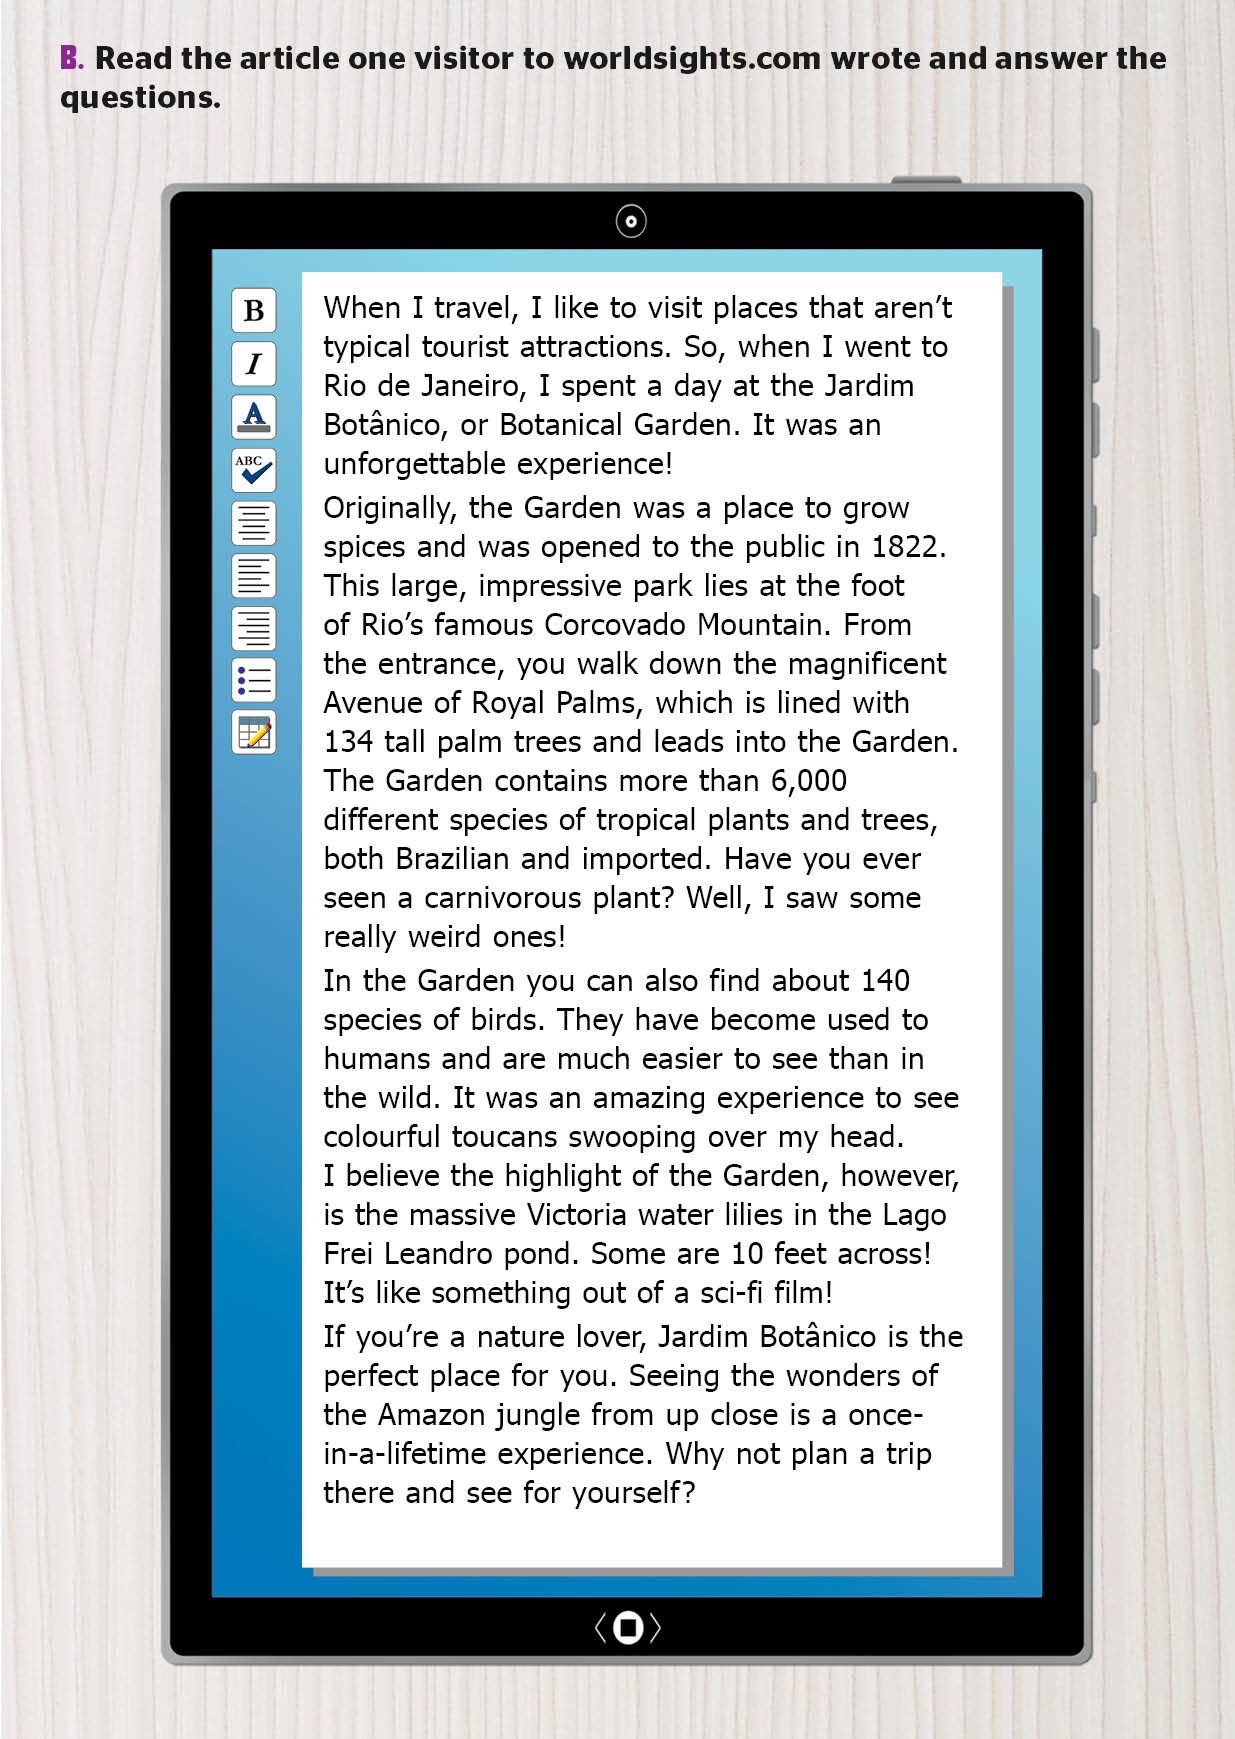 B. Read the article one visitor to worldsights.com wrote and answer the
questions.
B
I
A
ABC
When I travel, I like to visit places that aren’t
typical tourist attractions. So, when I went to
Rio de Janeiro, I spent a day at the Jardim
Botânico, or Botanical Garden. It was an
unforgettable experience!
Originally, the Garden was a place to grow
spices and was opened to the public in 1822.
This large, impressive park lies at the foot
of Rio’s famous Corcovado Mountain. From
the entrance, you walk down the magnificent
Avenue of Royal Palms, which is lined with
134 tall palm trees and leads into the Garden.
The Garden contains more than 6,000
different species of tropical plants and trees,
both Brazilian and imported. Have you ever
seen a carnivorous plant? Well, I saw some
really weird ones!
In the Garden you can also find about 140
species of birds. They have become used to
humans and are much easier to see than in
the wild. It was an amazing experience to see
colourful toucans swooping over my head.
I believe the highlight of the Garden, however,
is the massive Victoria water lilies in the Lago
Frei Leandro pond. Some are 10 feet across!
It’s like something out of a sci-fi film!
If you’re a nature lover, Jardim Botânico is the
perfect place for you. Seeing the wonders of
the Amazon jungle from up close is a once-
in-a-lifetime experience. Why not plan a trip
there and see for yourself?